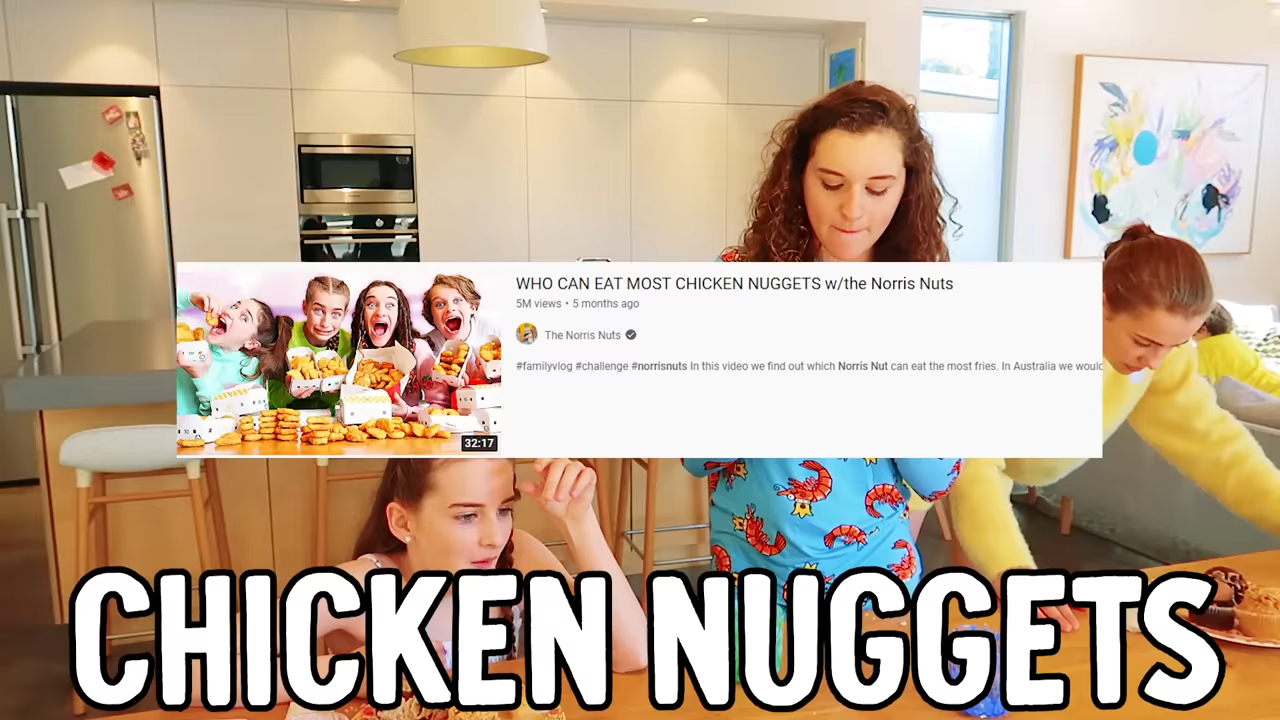 WHO CAN EAT MOST CHICKEN NUGGETS w/the Norris Nuts
5M views • 5 months ago
The Norris Nuts
#familyvlog #challenge #norrisnuts In this video we find out which Norris Nut can eat the most fries. In Australia we would
32:17
CHICKEN NUGGETS